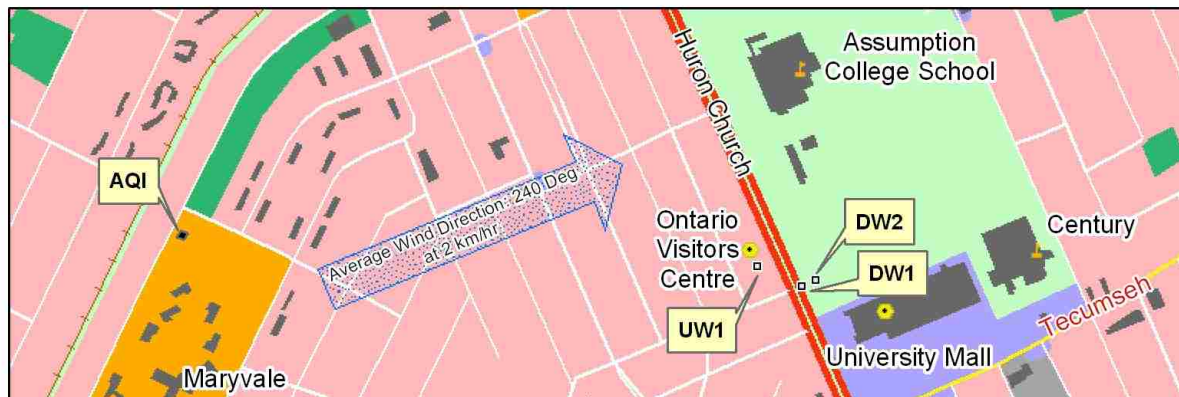 Assumption
College School
Huron Church
AQI
Average Wind Direction: 240 Deg
at 2 km/hr
Ontario
Visitors
Centre
DW2
Century
DW1
UW1
Tecumseh
University Mall
Maryvale